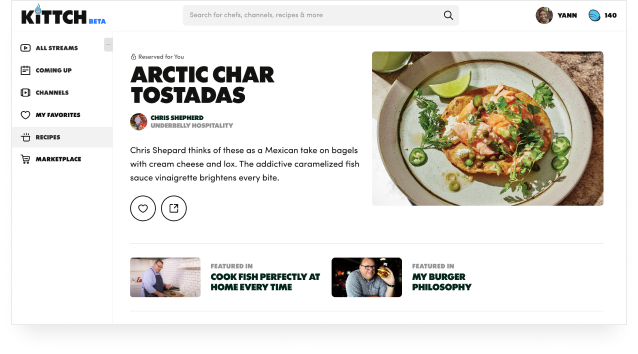 KiTTCH BETA
Search for chefs, channels, recipes & more
YANN
140
ALL STREAMS
COMING UP
CHANNELS
MY FAVORITES
RECIPES
MARKETPLACE
Reserved for You
ARCTIC CHAR
TOSTADAS
CHRIS SHEPHERD
UNDERBELLY HOSPITALITY
Chris Shepard thinks of these as a Mexican take on bagels
with cream cheese and lox. The addictive caramelized fish
sauce vinaigrette brightens every bite.
FEATURED IN
COOK FISH PERFECTLY AT
HOME EVERY TIME
FEATURED IN
MY BURGER
PHILOSOPHY